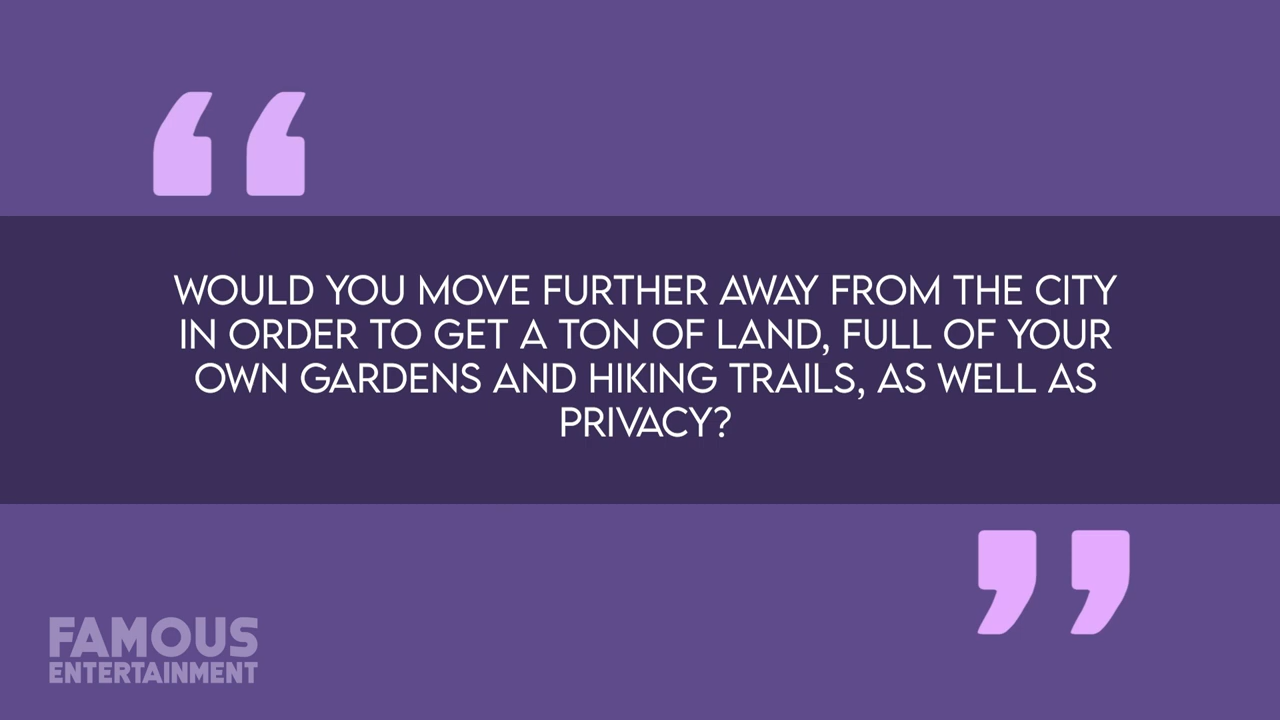 “
WOULD YOU MOVE FURTHER AWAY FROM THE CITY
IN ORDER TO GET A TON OF LAND, FULL OF YOUR
OWN GARDENS AND HIKING TRAILS, AS WELL AS
PRIVACY?
”
FAMOUS
ENTERTAINMENT